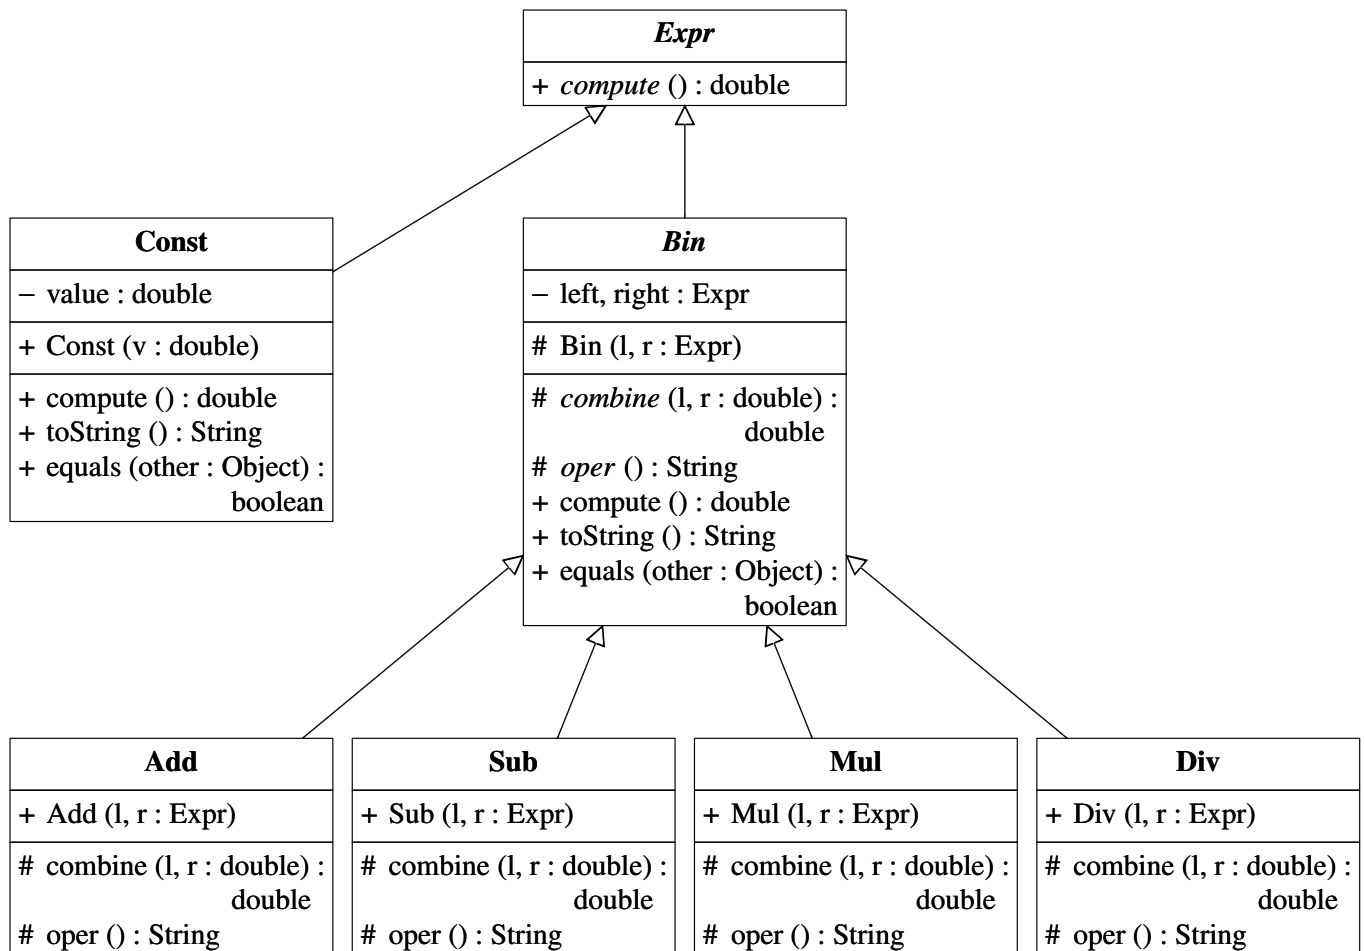 Expr
+ compute () : double
Const
− value : double
+ Const (v : double)
+ compute () : double
+ toString () : String
+ equals (other : Object) :
boolean
Bin
− left, right : Expr
# Bin (l, r : Expr)
# combine (l, r : double) :
double
# oper () : String
+ compute () : double
+ toString () : String
+ equals (other : Object) :
boolean
Add
+ Add (l, r : Expr)
# combine (l, r : double) :
double
# oper () : String
Sub
+ Sub (l, r : Expr)
# combine (l, r : double) :
double
# oper () : String
Mul
+ Mul (l, r : Expr)
# combine (l, r : double) :
double
# oper () : String
Div
+ Div (l, r : Expr)
# combine (l, r : double) :
double
# oper () : String